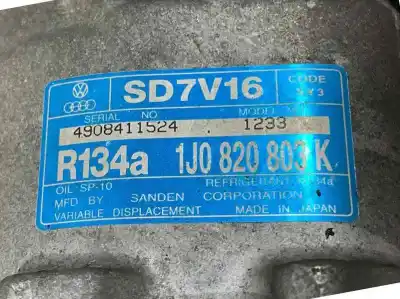 SD7V16 CODE
SERIAL NO MODEL
4908411524 1233
R134a 1J0 820 803 K
OIL SP-10 REFRIGERANT
MFD BY SANDEN CORPORATION
VARIABLE DISPLACEMENT MADE IN JAPAN